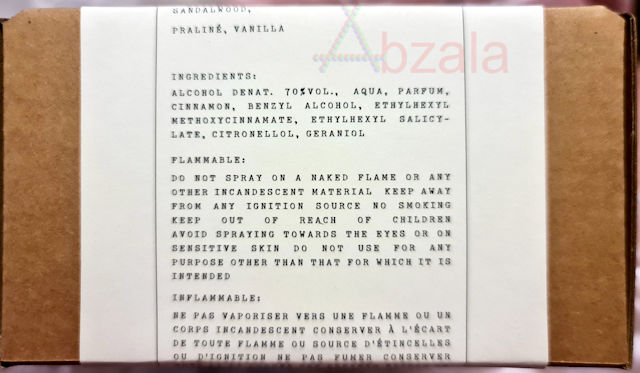 SANDALWOOD,
PRALINÉ, VANILLA
Abzala
INGREDIENTS:
ALCOHOL DENAT. 70%VOL., AQUA, PARFUM,
CINNAMON, BENZYL ALCOHOL, ETHYLHEXYL
METHOXYCINNAMATE, ETHYLHEXYL SALICY-
LATE, CITRONELLOL, GERANIOL
FLAMMABLE:
DO NOT SPRAY ON A NAKED FLAME OR ANY
OTHER INCANDESCENT MATERIAL KEEP AWAY
FROM ANY IGNITION SOURCE NO SMOKING
KEEP OUT OF REACH OF CHILDREN
AVOID SPRAYING TOWARDS THE EYES OR ON
SENSITIVE SKIN DO NOT USE FOR ANY
PURPOSE OTHER THAN THAT FOR WHICH IT IS
INTENDED
INFLAMMABLE:
NE PAS VAPORISER VERS UNE FLAMME OU UN
CORPS INCANDESCENT CONSERVER À L'ÉCART
DE TOUTE FLAMME OU SOURCE D'ÉTINCELLES
OU D'IGNITION NE PAS FUMER CONSERVER